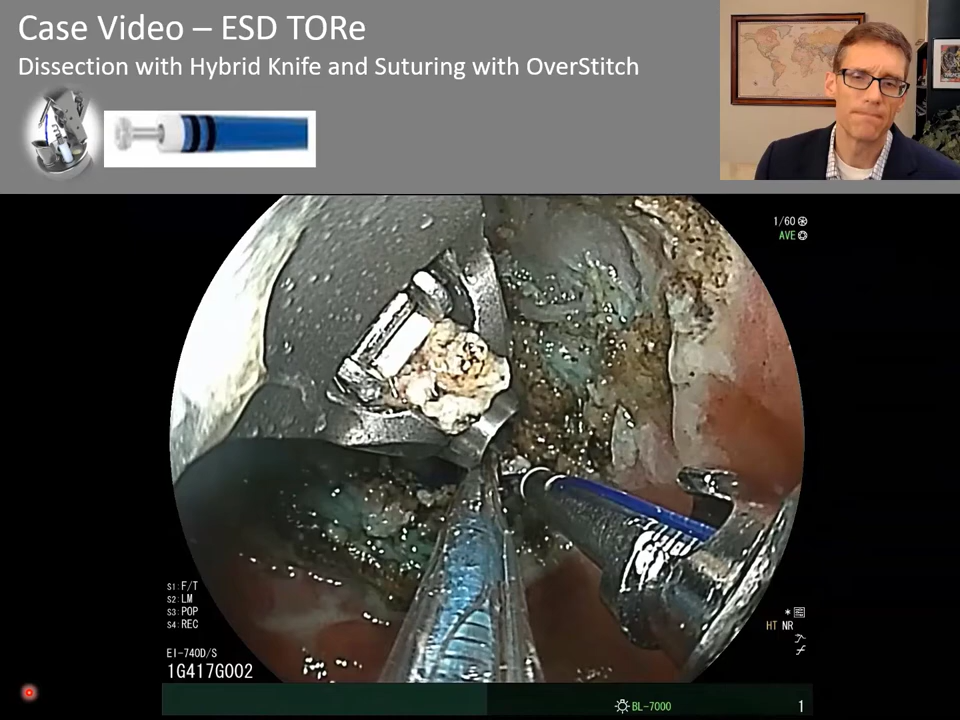 Case Video – ESD TORe
Dissection with Hybrid Knife and Suturing with OverStitch
1/60
AVE
S1: F/T
S2: LM
S3: POP
S4: REC
HT NR
EI-740D/S
1G417G002
BL-7000
1